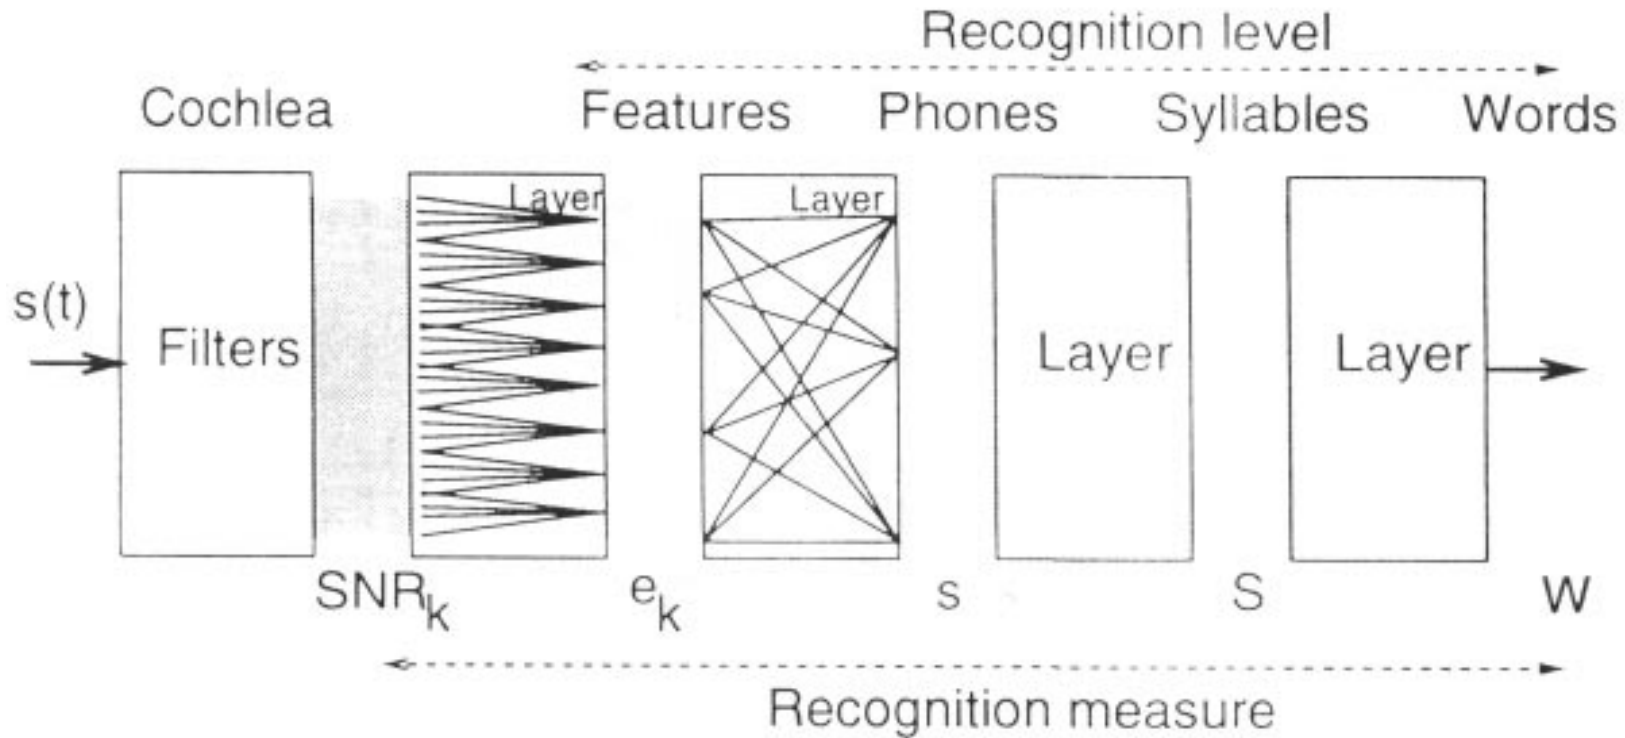 Recognition level
Cochlea Features Phones Syllables Words
Layer Layer
s(t)
Filters Layer Layer
SNR_k e_k s S W
Recognition measure